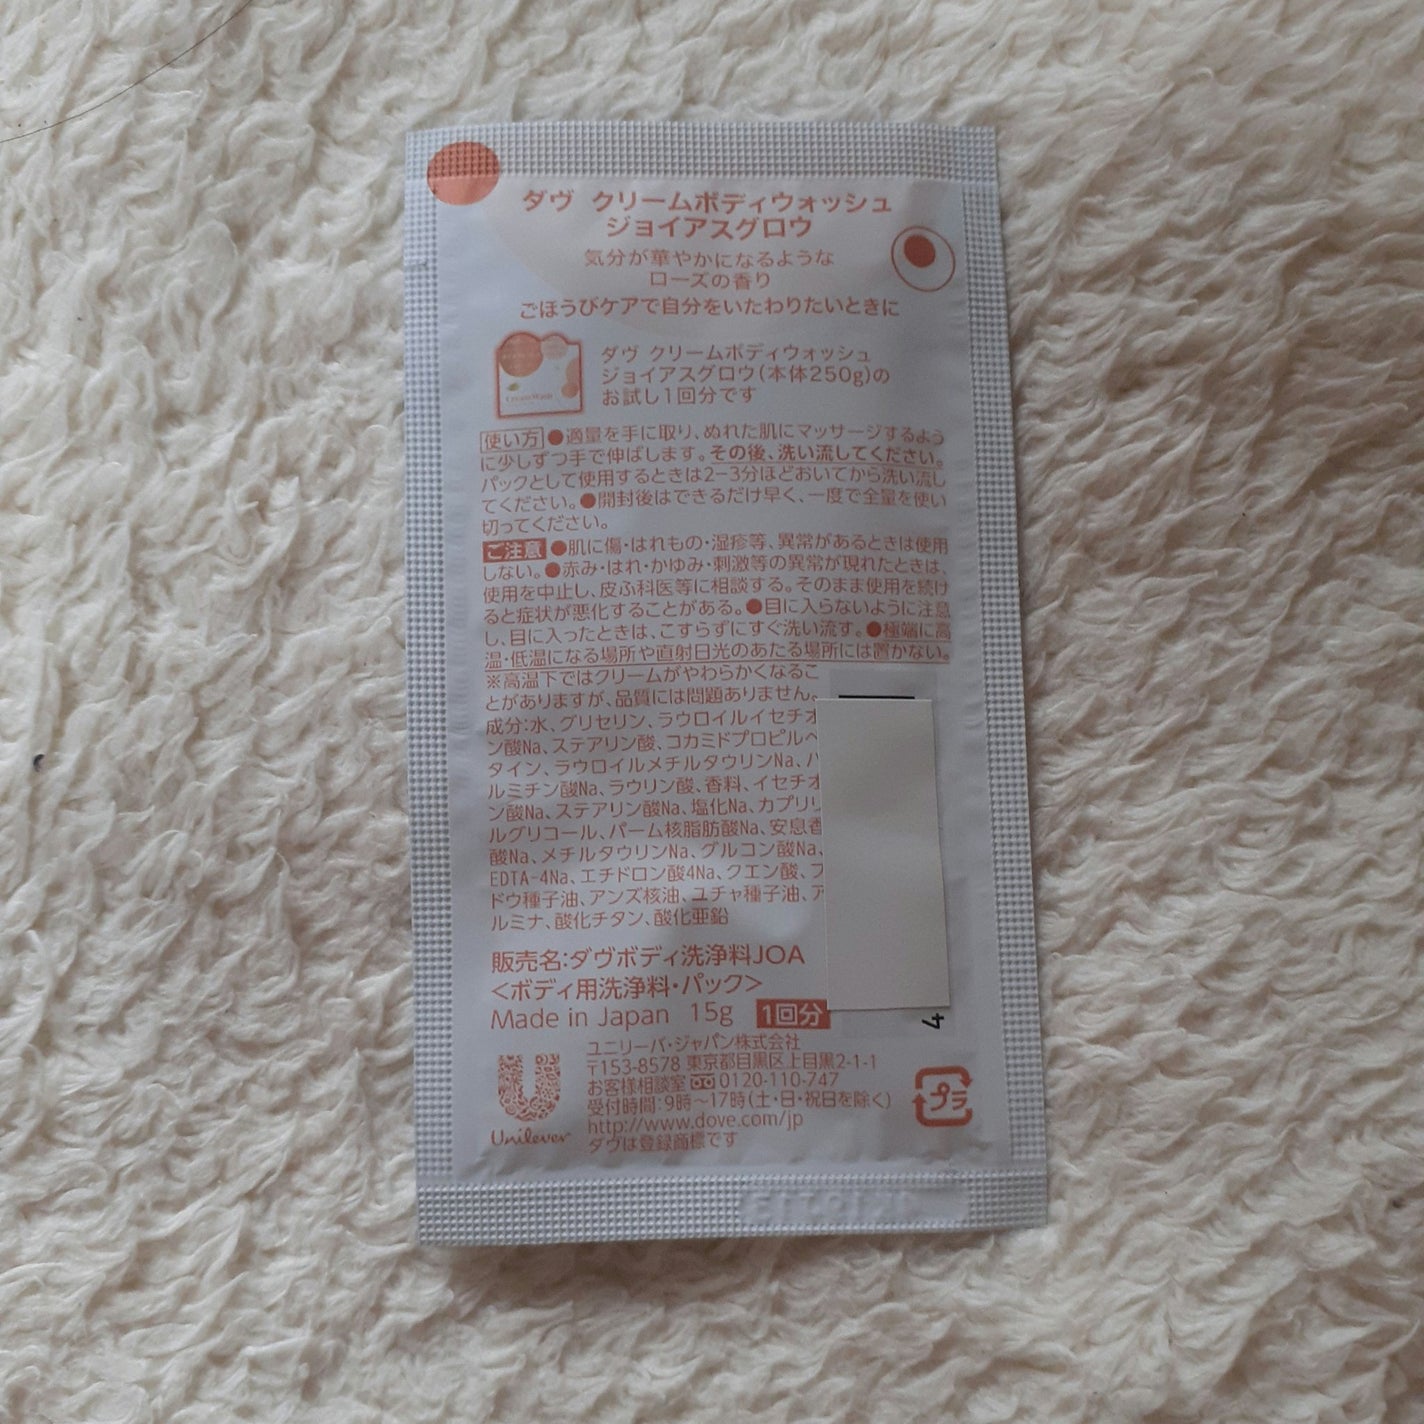 ダヴ クリームボディウォッシュ
ジョイアスグロウ
気分が華やかになるような
ローズの香り
ごほうびケアで自分をいたわりたいときに
ダヴ クリームボディウォッシュ
ジョイアスグロウ(本体250g)の
お試し1回分です
使い方 ●適量を手に取り、ぬれた肌にマッサージするよう
に少しずつ手で伸ばします。その後、洗い流してください。
パックとして使用するときは2−3分ほどおいてから洗い流し
てください。●開封後はできるだけ早く、一度で全量を使い
切ってください。
ご注意 ●肌に傷・はれもの・湿疹等、異常があるときは使用
しない。●赤み・はれ・かゆみ・刺激等の異常が現れたときは、
使用を中止し、皮ふ科医等に相談する。そのまま使用を続け
ると症状が悪化することがある。●目に入らないように注意
し、目に入ったときは、こすらずにすぐ洗い流す。●極端に高
温・低温になる場所や直射日光のあたる場所には置かない。
※高温下ではクリームがやわらかくなるこ
とがありますが、品質には問題ありません。
成分:水、グリセリン、ラウロイルイセチオ
ン酸Na、ステアリン酸、コカミドプロピルベ
タイン、ラウロイルメチルタウリンNa、パ
ルミチン酸Na、ラウリン酸、香料、イセチオ
ン酸Na、ステアリン酸Na、塩化Na、カプリリ
ルグリコール、パーム核脂肪酸Na、安息香
酸Na、メチルタウリンNa、グルコン酸Na、
EDTA-4Na、エチドロン酸4Na、クエン酸、ブ
ドウ種子油、アンズ核油、ユチャ種子油、ア
ルミナ、酸化チタン、酸化亜鉛
販売名:ダヴボディ洗浄料JOA
<ボディ用洗浄料・パック>
Made in Japan 15g 1回分
4
ユニリーバ・ジャパン株式会社
〒153-8578 東京都目黒区上目黒2-1-1
お客様相談室 0120-110-747
受付時間:9時〜17時(土・日・祝日を除く)
http://www.dove.com/jp
ダヴは登録商標です
Unilever
プラ